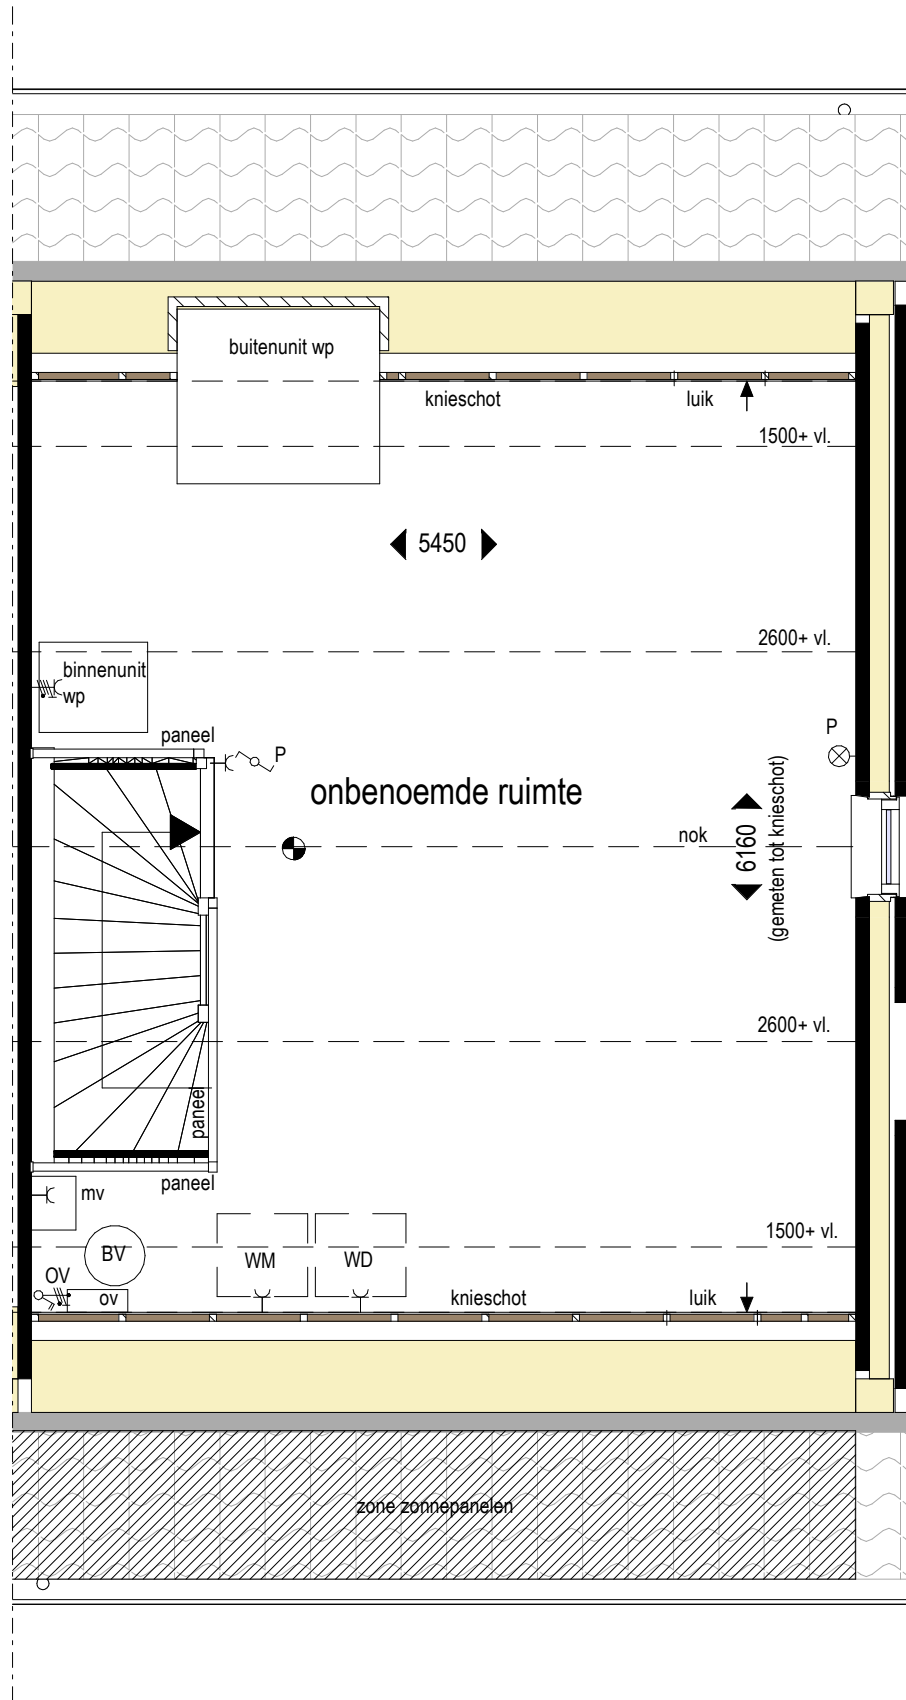 buitenunit wp
knieschot
luik
1500+ vl.
5450
2600+ vl.
binnenunit
wp
paneel
P
P
onbenoemde ruimte
nok
6160
(gemeten tot knieschot)
2600+ vl.
paneel
paneel
mv
1500+ vl.
BV
WM
WD
OV
ov
knieschot
luik
zone zonnepanelen